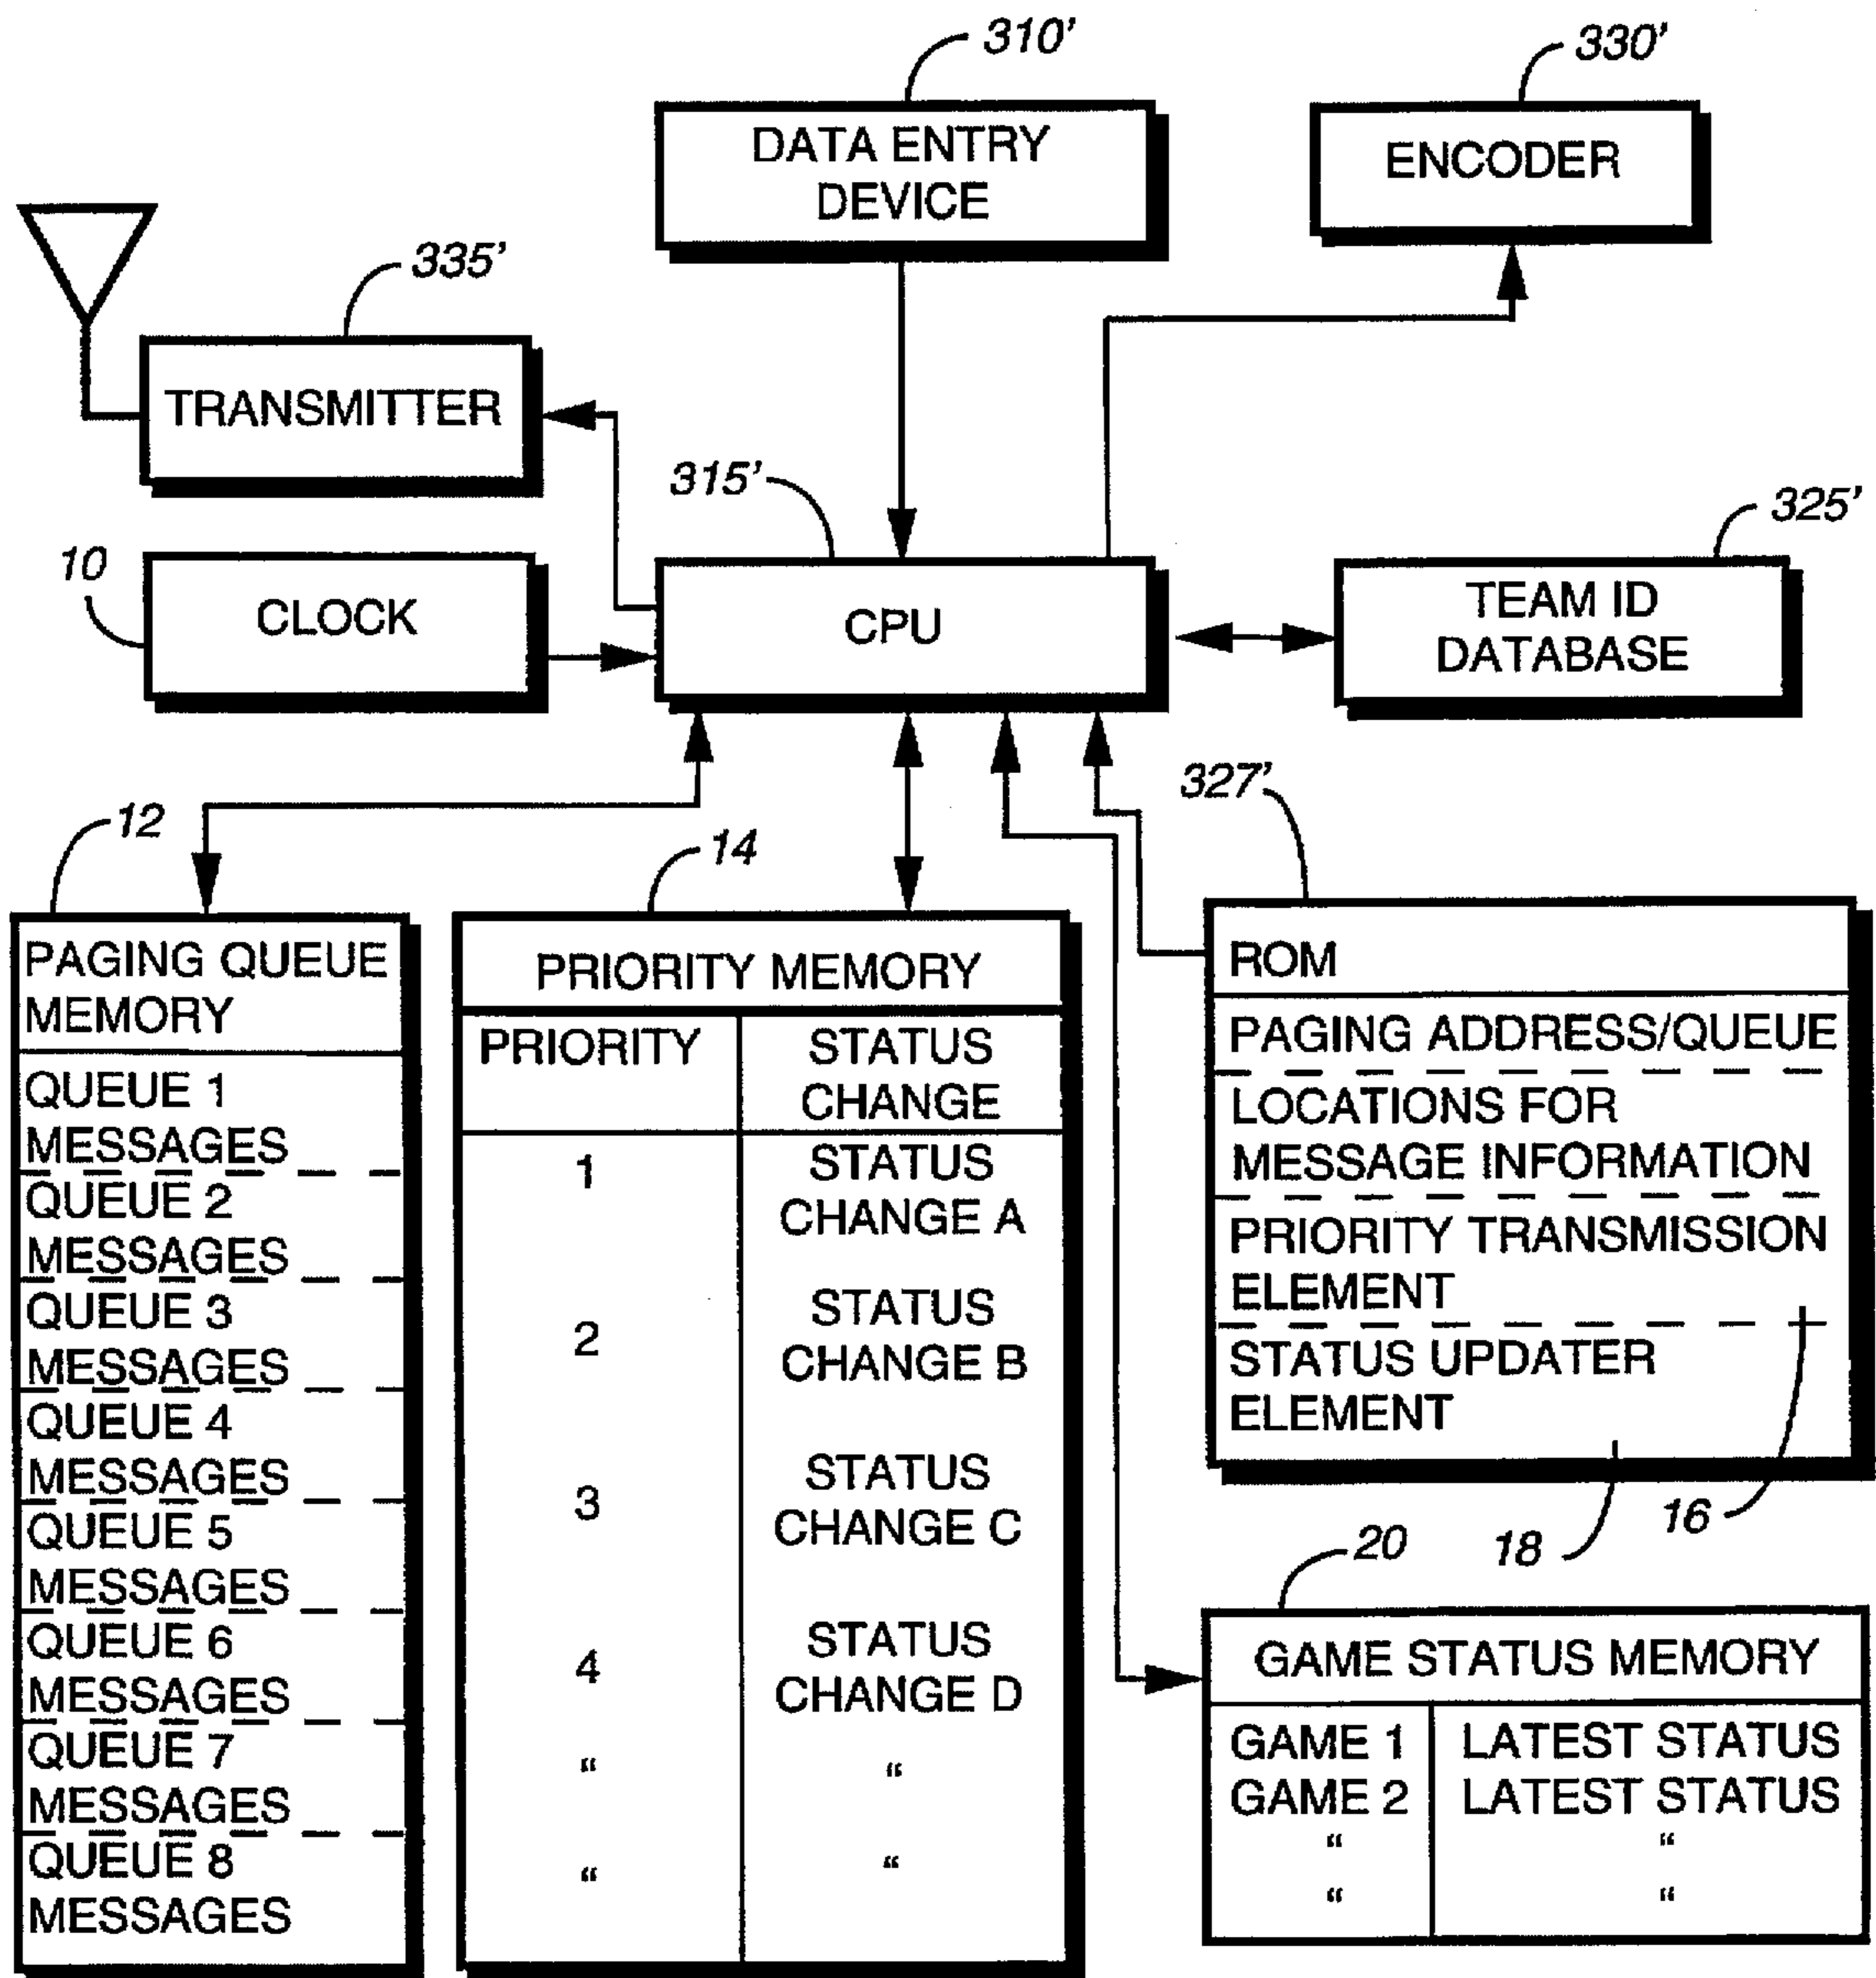 310'
330'
DATA ENTRY
DEVICE
ENCODER
335'
TRANSMITTER
315'
325'
10
CLOCK
CPU
TEAM ID
DATABASE
327'
12
14
PAGING QUEUE
MEMORY
QUEUE 1
MESSAGES
QUEUE 2
MESSAGES
QUEUE 3
MESSAGES
QUEUE 4
MESSAGES
QUEUE 5
MESSAGES
QUEUE 6
MESSAGES
QUEUE 7
MESSAGES
QUEUE 8
MESSAGES
PRIORITY MEMORY
PRIORITY
STATUS
CHANGE
1
STATUS
CHANGE A
2
STATUS
CHANGE B
3
STATUS
CHANGE C
4
STATUS
CHANGE D
“ “
“ “
ROM
PAGING ADDRESS/QUEUE
LOCATIONS FOR
MESSAGE INFORMATION
PRIORITY TRANSMISSION
ELEMENT
STATUS UPDATER
ELEMENT
16
18
20
GAME STATUS MEMORY
GAME 1 LATEST STATUS
GAME 2 LATEST STATUS
“ “
“ “